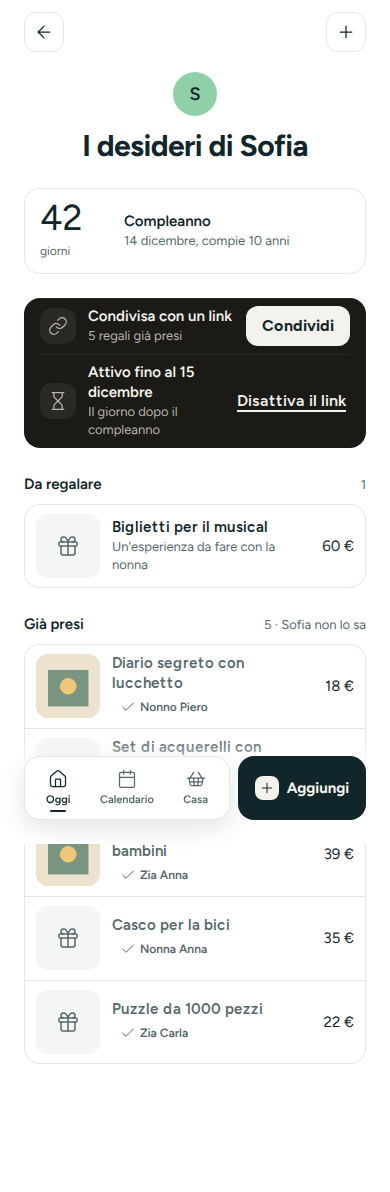 S
I desideri di Sofia
42
giorni
Compleanno
14 dicembre, compie 10 anni
Condivisa con un link
5 regali già presi
Condividi
Attivo fino al 15
dicembre
Il giorno dopo il
compleanno
Disattiva il link
Da regalare
1
Biglietti per il musical
Un'esperienza da fare con la
nonna
60 €
Già presi
5 · Sofia non lo sa
Diario segreto con
lucchetto
Nonno Piero
18 €
Set di acquerelli con
Oggi
Calendario
Casa
Aggiungi
bambini
Zia Anna
39 €
Casco per la bici
Nonna Anna
35 €
Puzzle da 1000 pezzi
Zia Carla
22 €